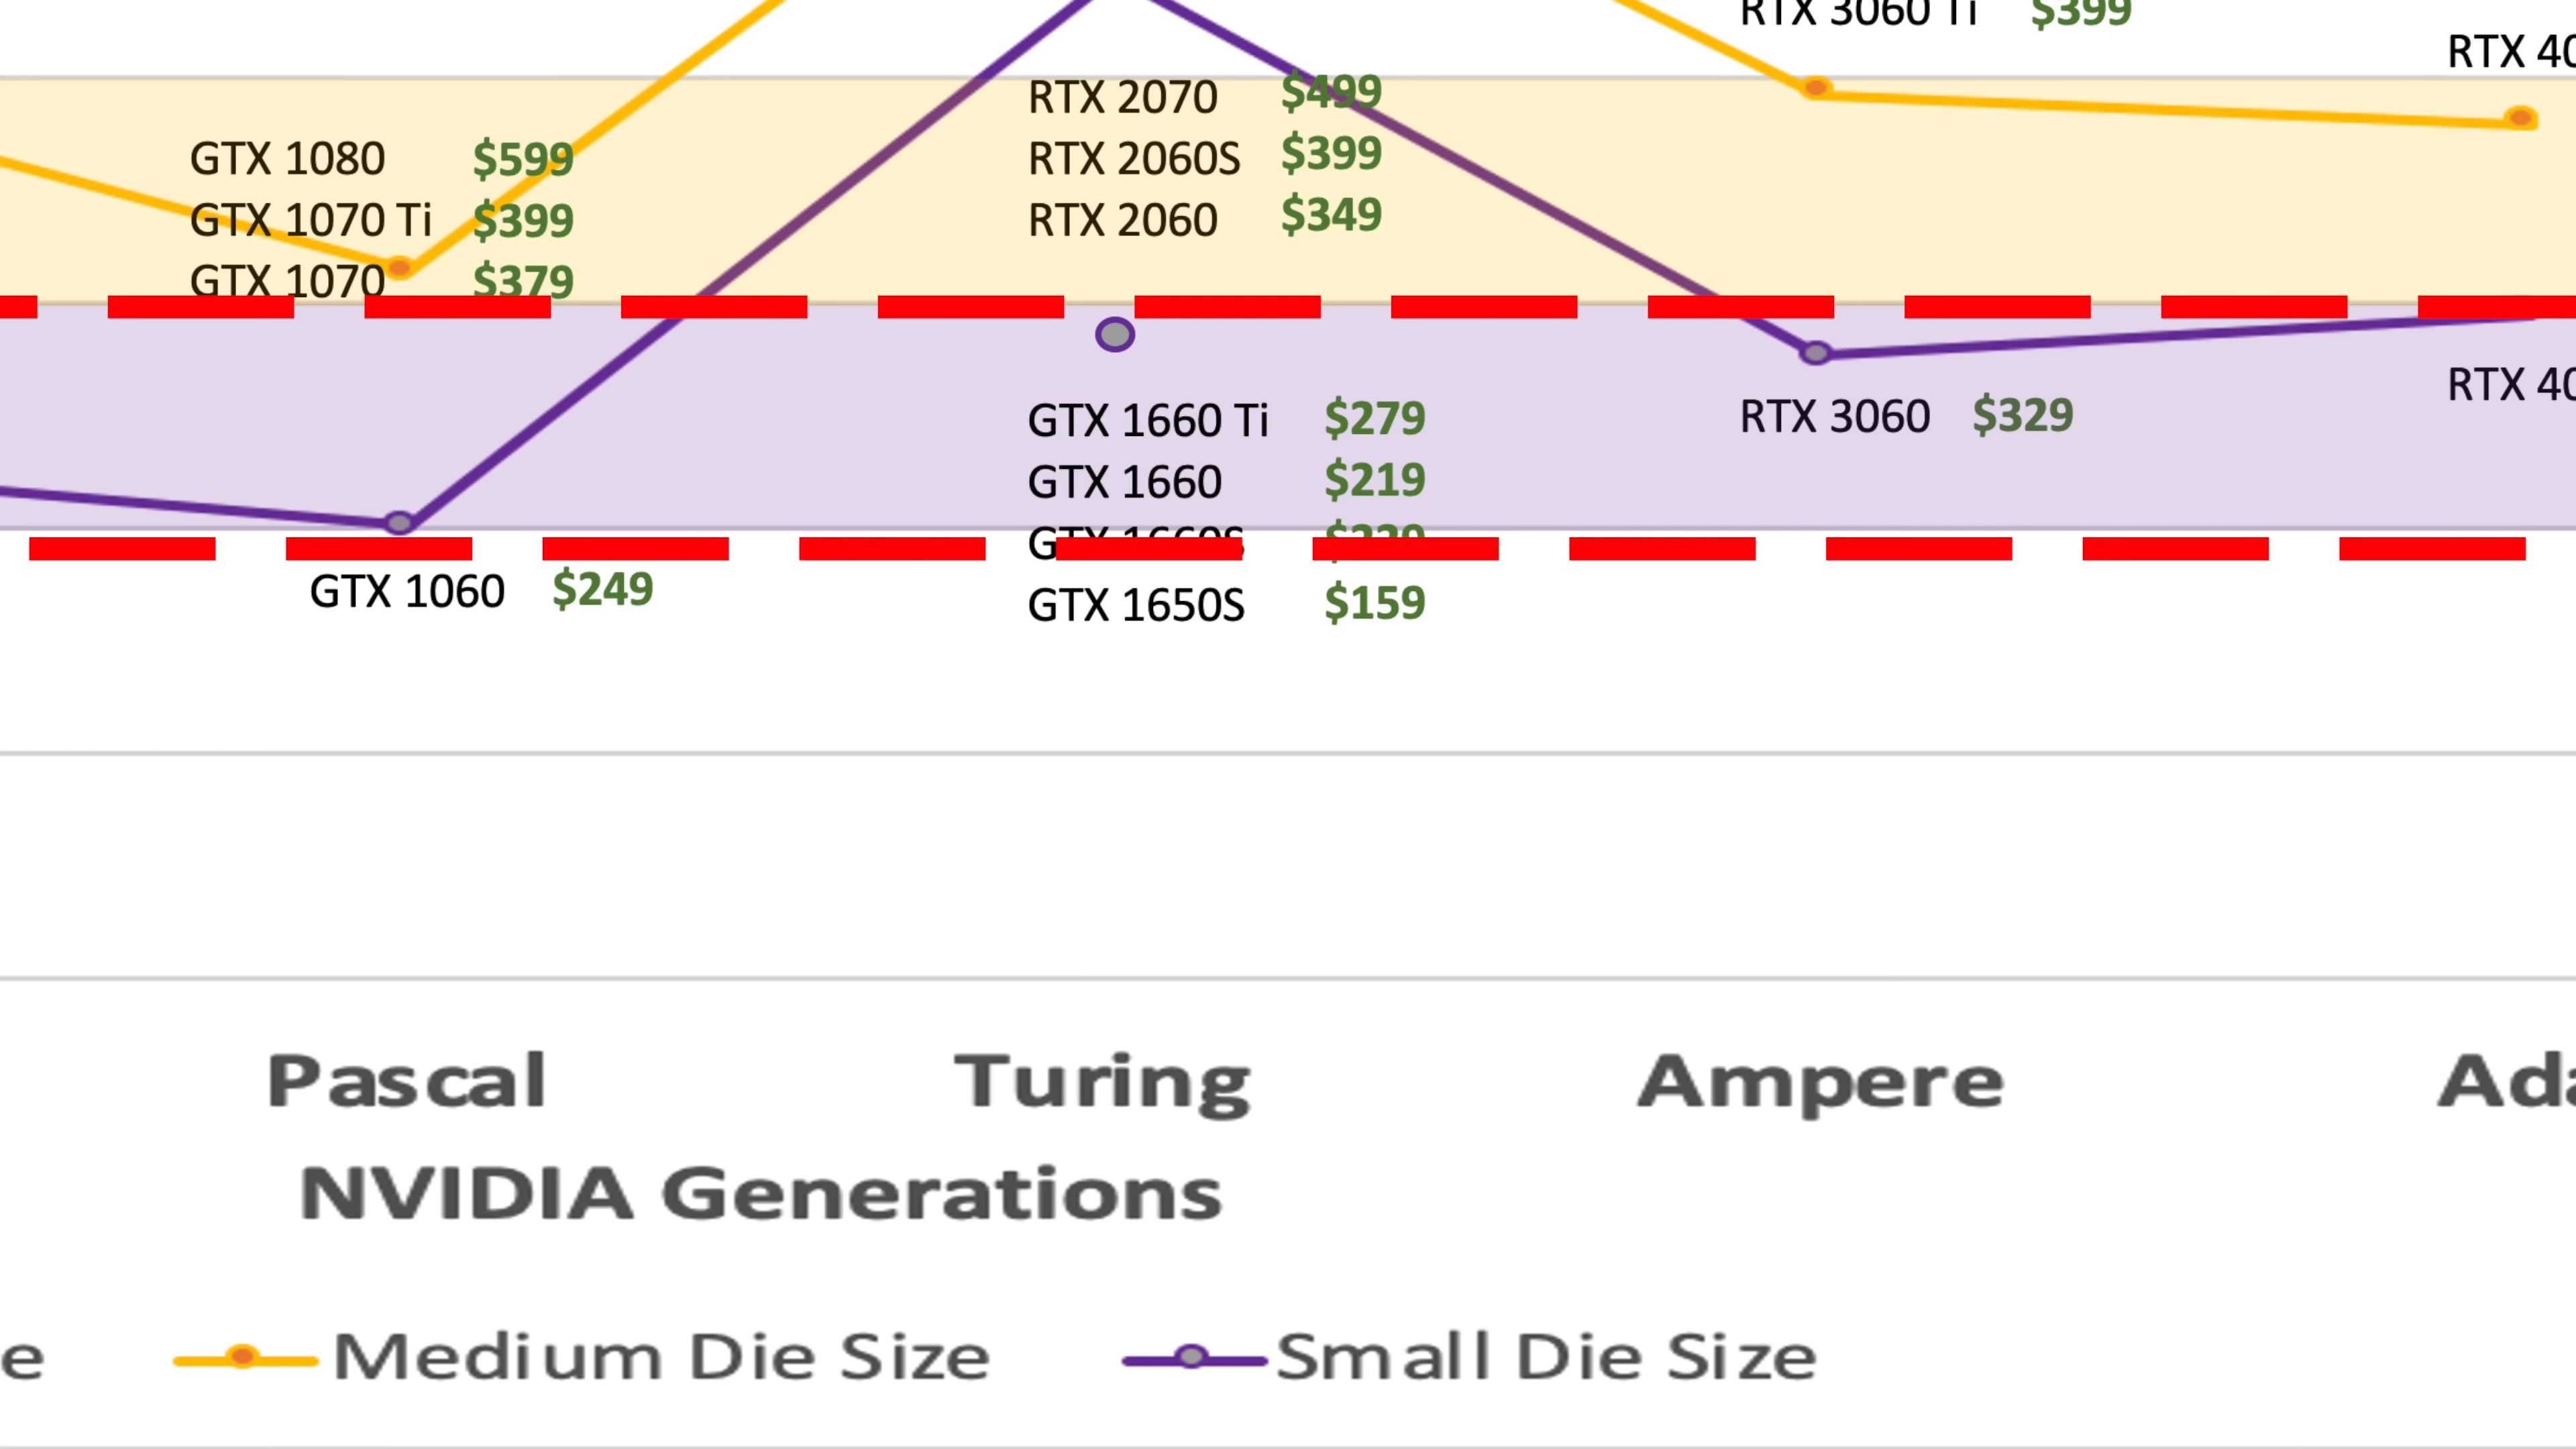 RTX 3060 Ti $399
RTX 40
RTX 2070 $499
GTX 1080 $599
RTX 2060S $399
GTX 1070 Ti $399
RTX 2060 $349
GTX 1070 $379
RTX 40
GTX 1660 Ti $279
RTX 3060 $329
GTX 1660 $219
GTX 1660S
GTX 1060 $249
GTX 1650S $159
Pascal Turing Ampere Ada
NVIDIA Generations
e Medium Die Size Small Die Size